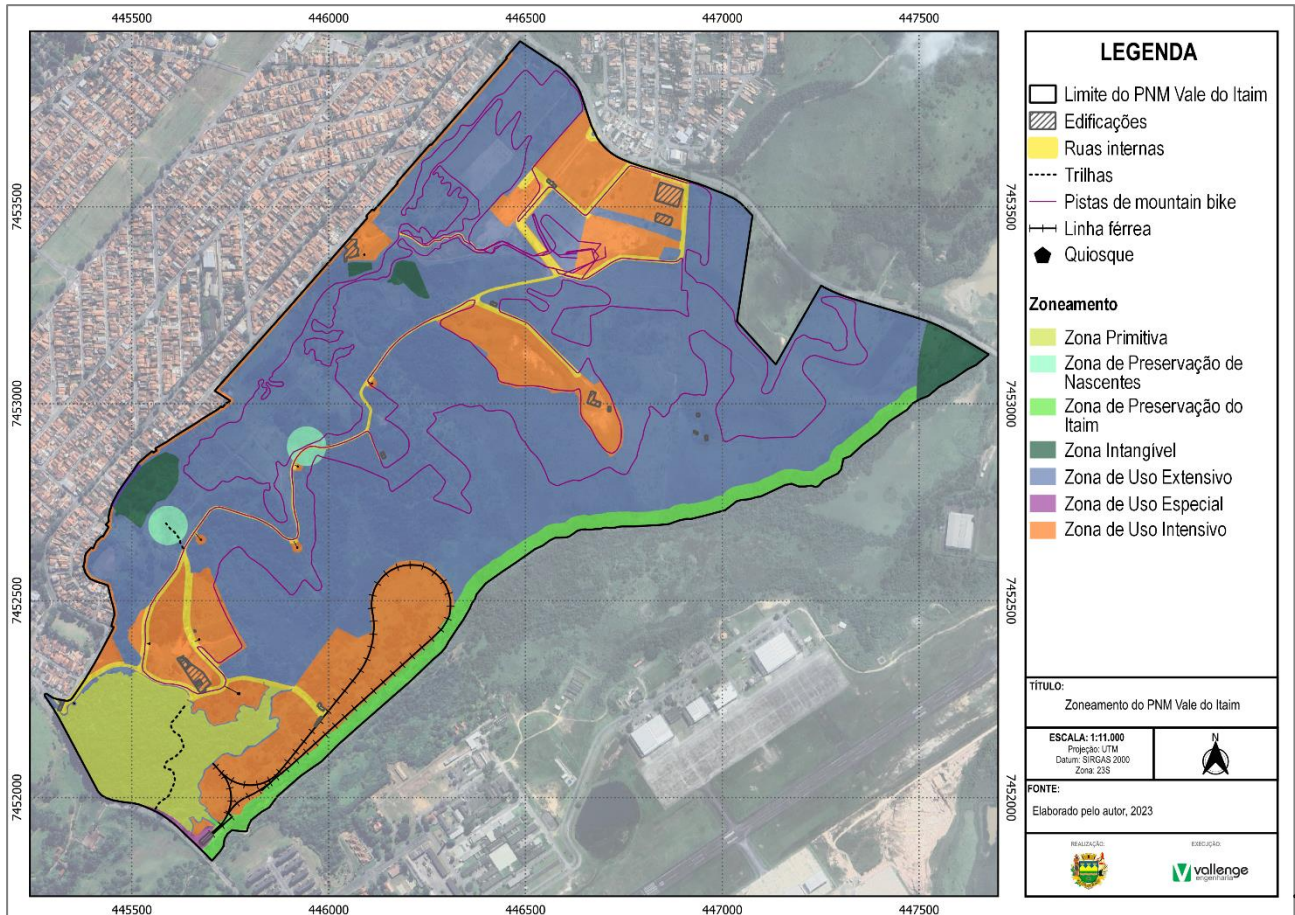 445500 446000 446500 447000 447500
7453500 7453500
7453000 7453000
7452500 7452500
7452000 7452000
445500 446000 446500 447000 447500
LEGENDA
Limite do PNM Vale do Itaim
Edificações
Ruas internas
Trilhas
Pistas de mountain bike
Linha férrea
Quiosque
Zoneamento
Zona Primitiva
Zona de Preservação de
Nascentes
Zona de Preservação do
Itaim
Zona Intangível
Zona de Uso Extensivo
Zona de Uso Especial
Zona de Uso Intensivo
TÍTULO:
Zoneamento do PNM Vale do Itaim
ESCALA: 1:11.000
Projeção: UTM
Datum: SIRGAS 2000
Zona: 23S
N
FONTE:
Elaborado pelo autor, 2023
REALIZAÇÃO:
EXECUÇÃO:
vallenge
engenharia